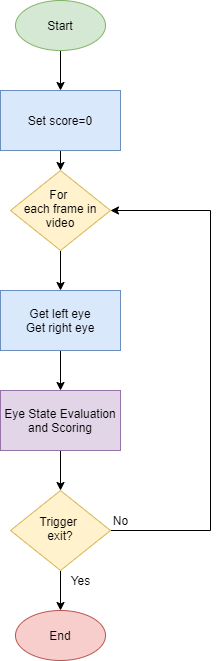 Start
Set score=0
For
each frame in
video
Get left eye
Get right eye
Eye State Evaluation
and Scoring
Trigger
exit?
No
Yes
End